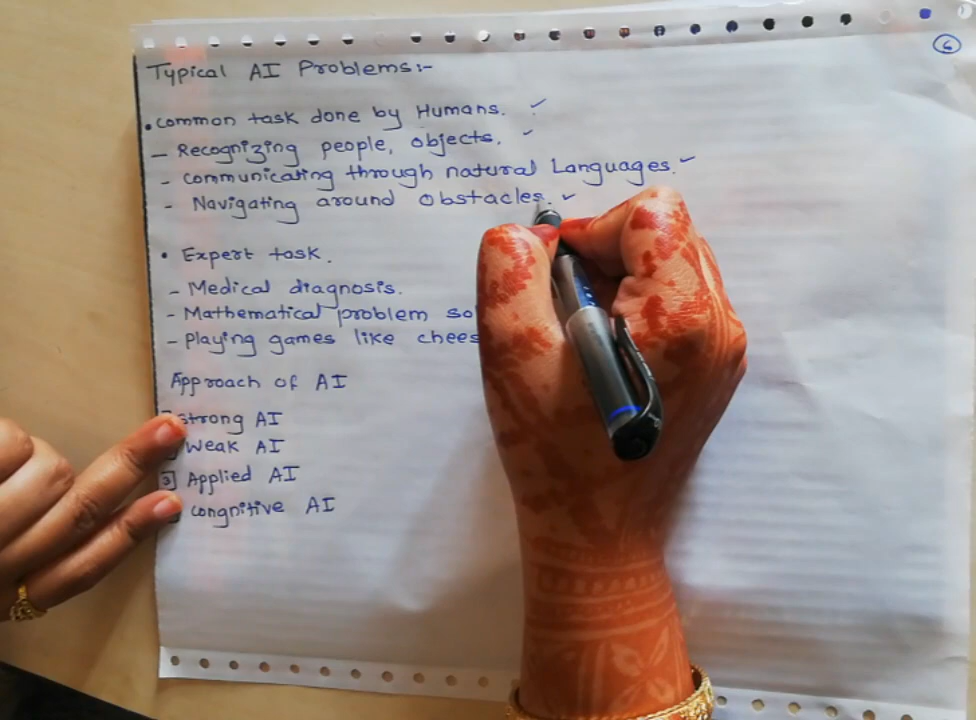 6
Typical AI Problems:-
• common task done by Humans. ✓
- Recognizing people, objects. ✓
- communicating through natural Languages. ✓
- Navigating around obstacles. ✓
• Expert task.
- Medical diagnosis.
- Mathematical problem so
- Playing games like chees
Approach of AI
strong AI
weak AI
3] Applied AI
congnitive AI